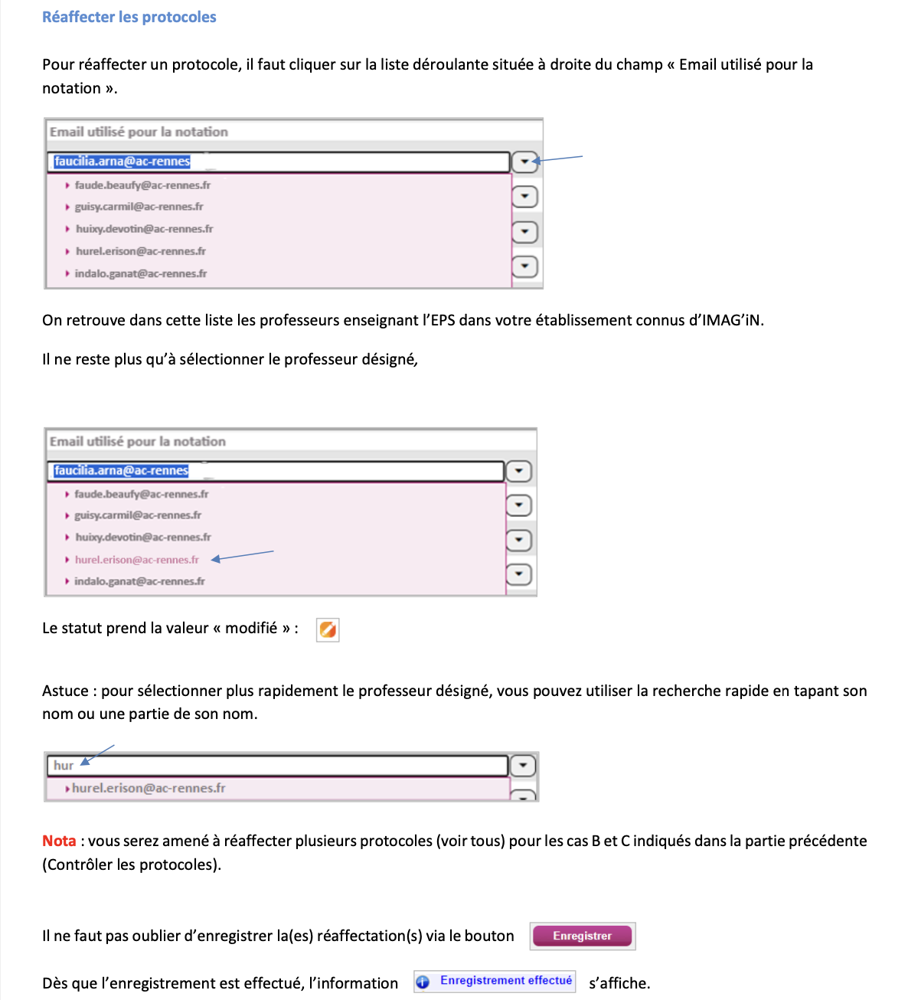 Réaffecter les protocoles
Pour réaffecter un protocole, il faut cliquer sur la liste déroulante située à droite du champ « Email utilisé pour la
notation ».
Email utilisé pour la notation
faucilia.arna@ac-rennes
faude.beaufy@ac-rennes.fr
guisy.carmil@ac-rennes.fr
huixy.devotin@ac-rennes.fr
hurel.erison@ac-rennes.fr
indalo.ganat@ac-rennes.fr
On retrouve dans cette liste les professeurs enseignant l’EPS dans votre établissement connus d’IMAG’iN.
Il ne reste plus qu’à sélectionner le professeur désigné,
Email utilisé pour la notation
faucilia.arna@ac-rennes
faude.beaufy@ac-rennes.fr
guisy.carmil@ac-rennes.fr
huixy.devotin@ac-rennes.fr
hurel.erison@ac-rennes.fr
indalo.ganat@ac-rennes.fr
Le statut prend la valeur « modifié » :
Astuce : pour sélectionner plus rapidement le professeur désigné, vous pouvez utiliser la recherche rapide en tapant son
nom ou une partie de son nom.
hur
hurel.erison@ac-rennes.fr
Nota : vous serez amené à réaffecter plusieurs protocoles (voir tous) pour les cas B et C indiqués dans la partie précédente
(Contrôler les protocoles).
Il ne faut pas oublier d’enregistrer la(es) réaffectation(s) via le bouton Enregistrer
Dès que l’enregistrement est effectué, l’information Enregistrement effectué s’affiche.